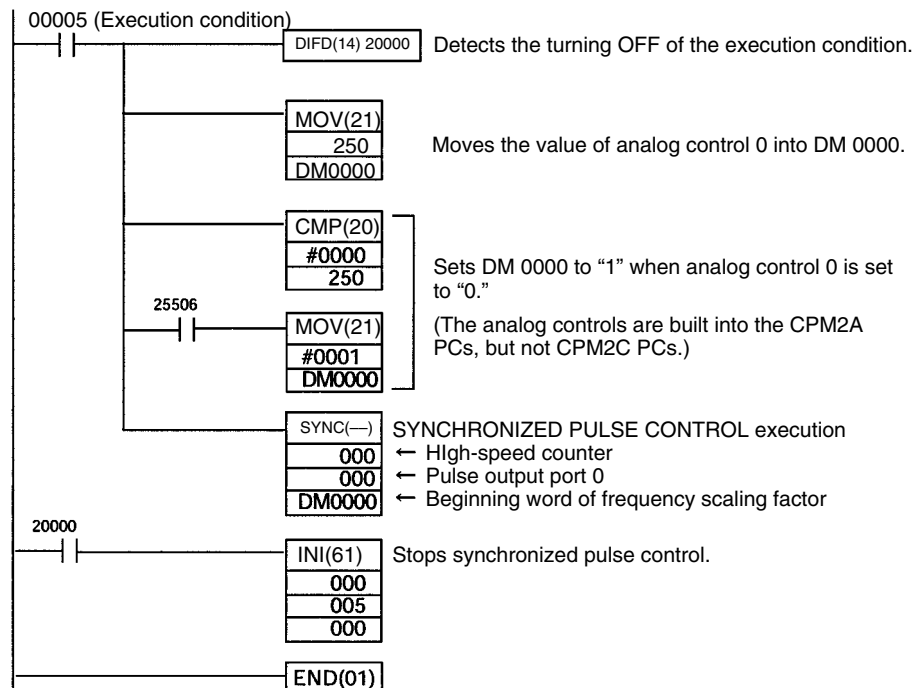 00005 (Execution condition)
DIFD(14) 20000
Detects the turning OFF of the execution condition.
MOV(21)
250
DM0000
Moves the value of analog control 0 into DM 0000.
CMP(20)
#0000
250
Sets DM 0000 to “1” when analog control 0 is set
to “0.”
(The analog controls are built into the CPM2A
PCs, but not CPM2C PCs.)
25506
MOV(21)
#0001
DM0000
SYNC(––)
SYNCHRONIZED PULSE CONTROL execution
000
← HIgh-speed counter
000
← Pulse output port 0
DM0000
← Beginning word of frequency scaling factor
20000
INI(61)
Stops synchronized pulse control.
000
005
000
END(01)